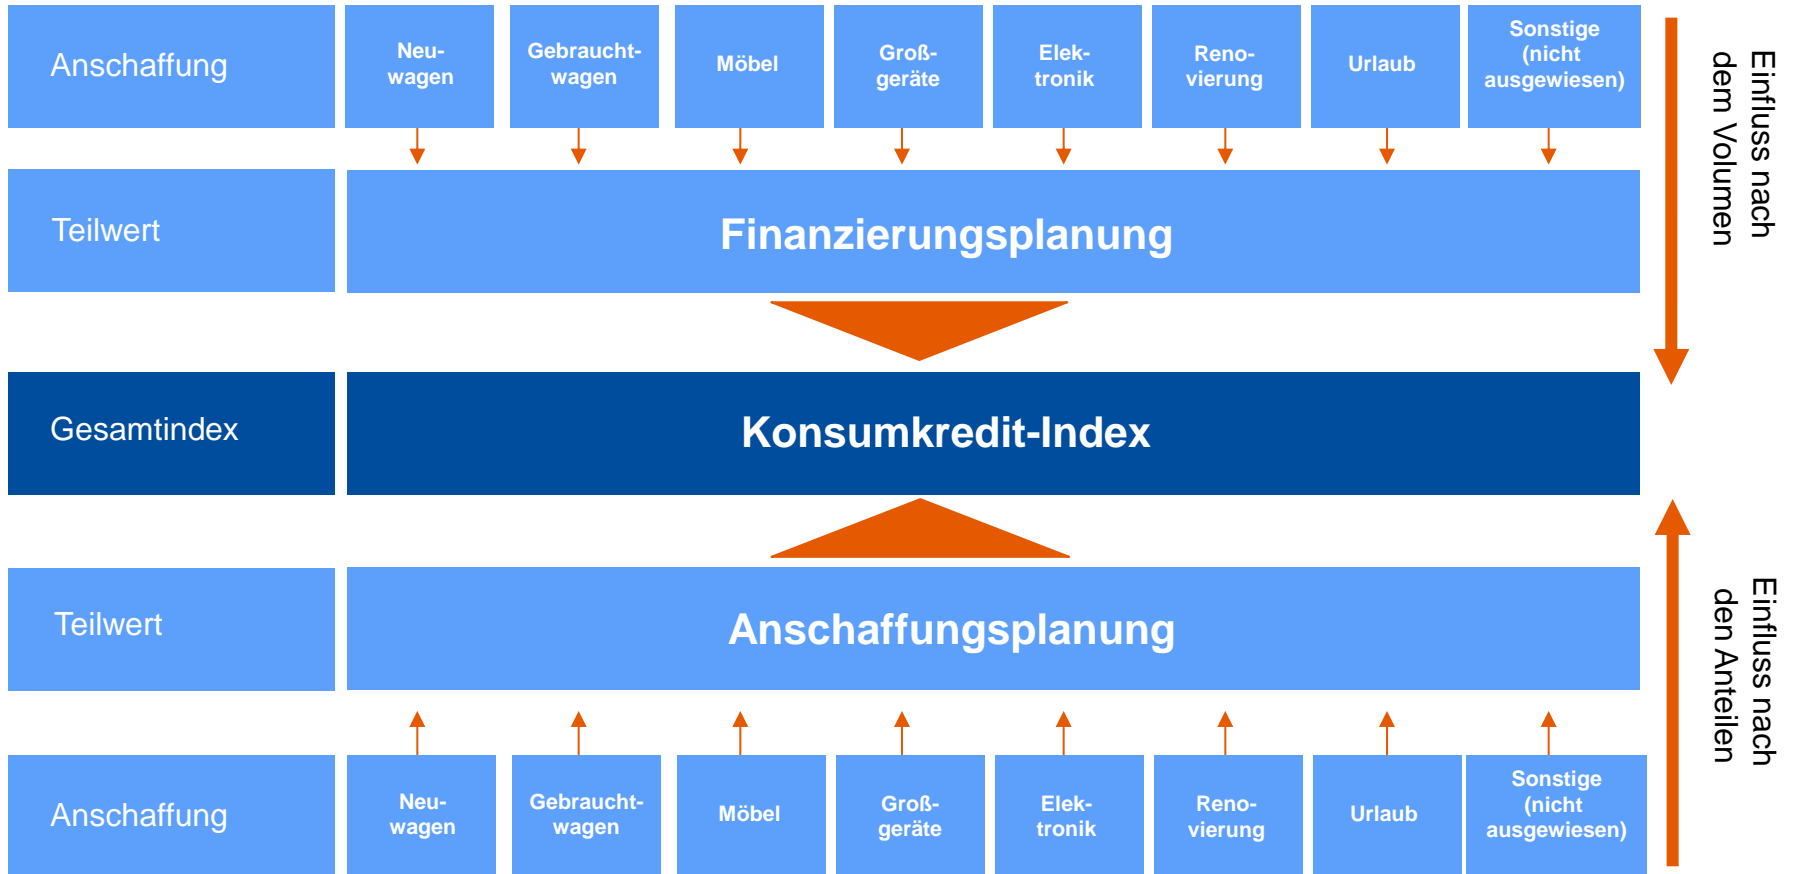 Anschaffung
Neu-
wagen
Gebraucht-
wagen
Möbel
Groß-
geräte
Elek-
tronik
Reno-
vierung
Urlaub
Sonstige
(nicht
ausgewiesen)
Einfluss nach
dem Volumen
Teilwert
Finanzierungsplanung
Gesamtindex
Konsumkredit-Index
Teilwert
Anschaffungsplanung
Einfluss nach
den Anteilen
Anschaffung
Neu-
wagen
Gebraucht-
wagen
Möbel
Groß-
geräte
Elek-
tronik
Reno-
vierung
Urlaub
Sonstige
(nicht
ausgewiesen)